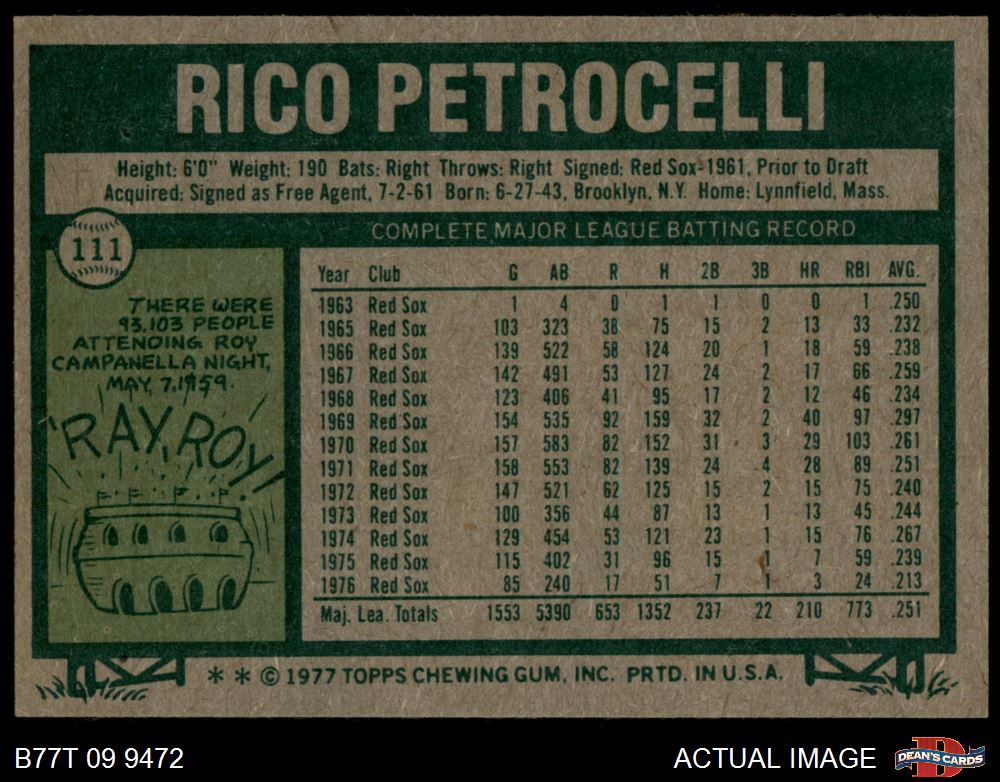 RICO PETROCELLI
Height: 6'0" Weight: 190 Bats: Right Throws: Right Signed: Red Sox-1961, Prior to Draft
Acquired: Signed as Free Agent, 7-2-61 Born: 6-27-43, Brooklyn, N.Y. Home: Lynnfield, Mass.
111
COMPLETE MAJOR LEAGUE BATTING RECORD
THERE WERE
93,103 PEOPLE
ATTENDING ROY
CAMPANELLA NIGHT,
MAY, 7, 1959.
'RAY, ROY!
Year Club G AB R H 2B 3B HR RBI AVG.
1963 Red Sox 1 4 0 1 1 0 0 1 .250
1965 Red Sox 103 323 38 75 15 2 13 33 .232
1966 Red Sox 139 522 58 124 20 1 18 59 .238
1967 Red Sox 142 491 53 127 24 2 17 66 .259
1968 Red Sox 123 406 41 95 17 2 12 46 .234
1969 Red Sox 154 535 92 159 32 2 40 97 .297
1970 Red Sox 157 583 82 152 31 3 29 103 .261
1971 Red Sox 158 553 82 139 24 4 28 89 .251
1972 Red Sox 147 521 62 125 15 2 15 75 .240
1973 Red Sox 100 356 44 87 13 1 13 45 .244
1974 Red Sox 129 454 53 121 23 1 15 76 .267
1975 Red Sox 115 402 31 96 15 1 7 59 .239
1976 Red Sox 85 240 17 51 7 1 3 24 .213
Maj. Lea. Totals 1553 5390 653 1352 237 22 210 773 .251
* * © 1977 TOPPS CHEWING GUM, INC. PRTD. IN U.S.A.
B77T 09 9472
ACTUAL IMAGE
D
DEAN'S CARDS